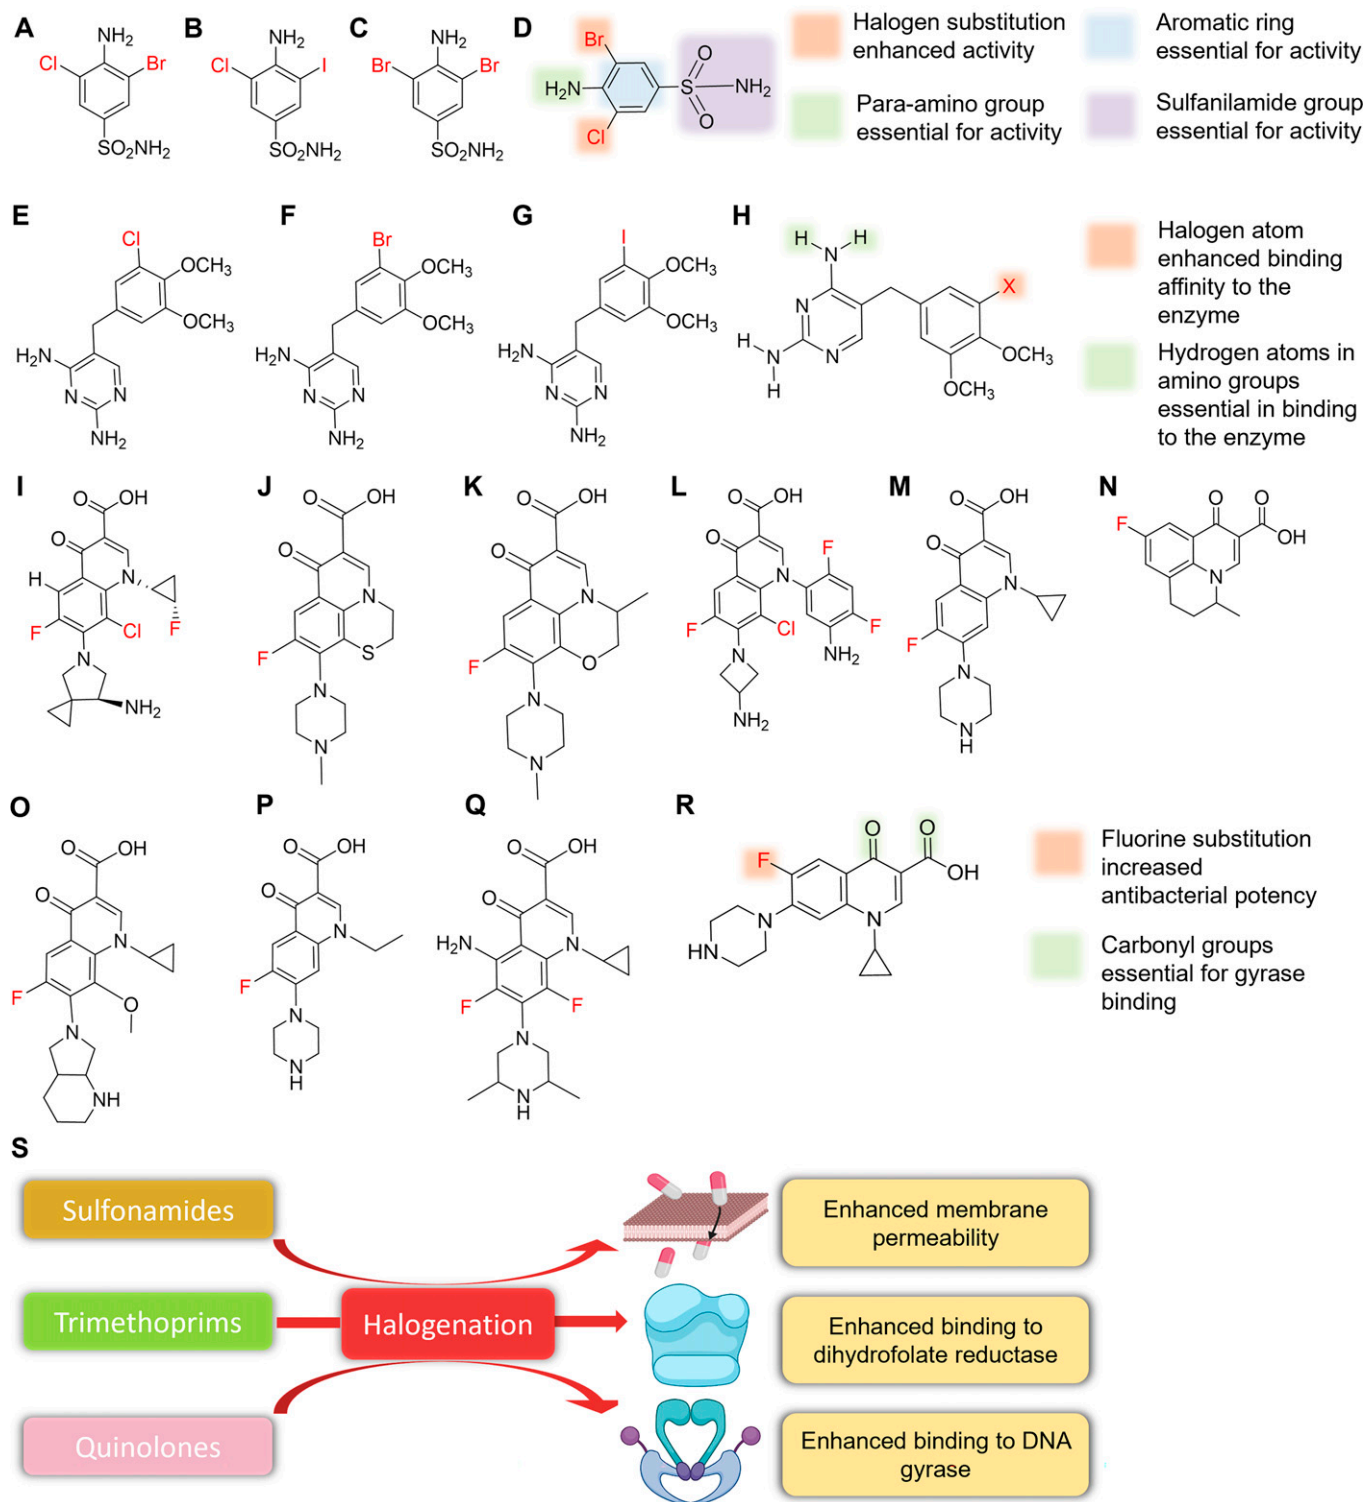 A
B
C
D
NH2
Cl
Br
SO2NH2
NH2
Cl
I
SO2NH2
NH2
Br
Br
SO2NH2
Br
H2N
Cl
O
S
O
NH2
Halogen substitution
enhanced activity
Aromatic ring
essential for activity
Para-amino group
essential for activity
Sulfanilamide group
essential for activity
E
F
G
H
Cl
OCH3
OCH3
H2N
N
N
NH2
Br
OCH3
OCH3
H2N
N
N
NH2
I
OCH3
OCH3
H2N
N
N
NH2
H
H
N
N
N
N
H
H
X
OCH3
OCH3
Halogen atom
enhanced binding
affinity to the
enzyme
Hydrogen atoms in
amino groups
essential in binding
to the enzyme
I
J
K
L
M
N
O
OH
O
H
N
F
Cl
F
N
NH2
O
OH
O
N
F
S
N
N
O
OH
O
N
F
O
N
N
O
OH
O
N
F
F
Cl
F
N
NH2
NH2
O
OH
O
N
F
N
N
H
F
O
O
OH
N
O
P
Q
R
O
OH
O
N
F
O
N
NH
O
OH
O
N
F
N
N
H
O
OH
O
H2N
N
F
F
N
N
H
F
O
O
OH
N
N
HN
Fluorine substitution
increased
antibacterial potency
Carbonyl groups
essential for gyrase
binding
S
Sulfonamides
Enhanced membrane
permeability
Trimethoprims
Halogenation
Enhanced binding to
dihydrofolate reductase
Quinolones
Enhanced binding to DNA
gyrase